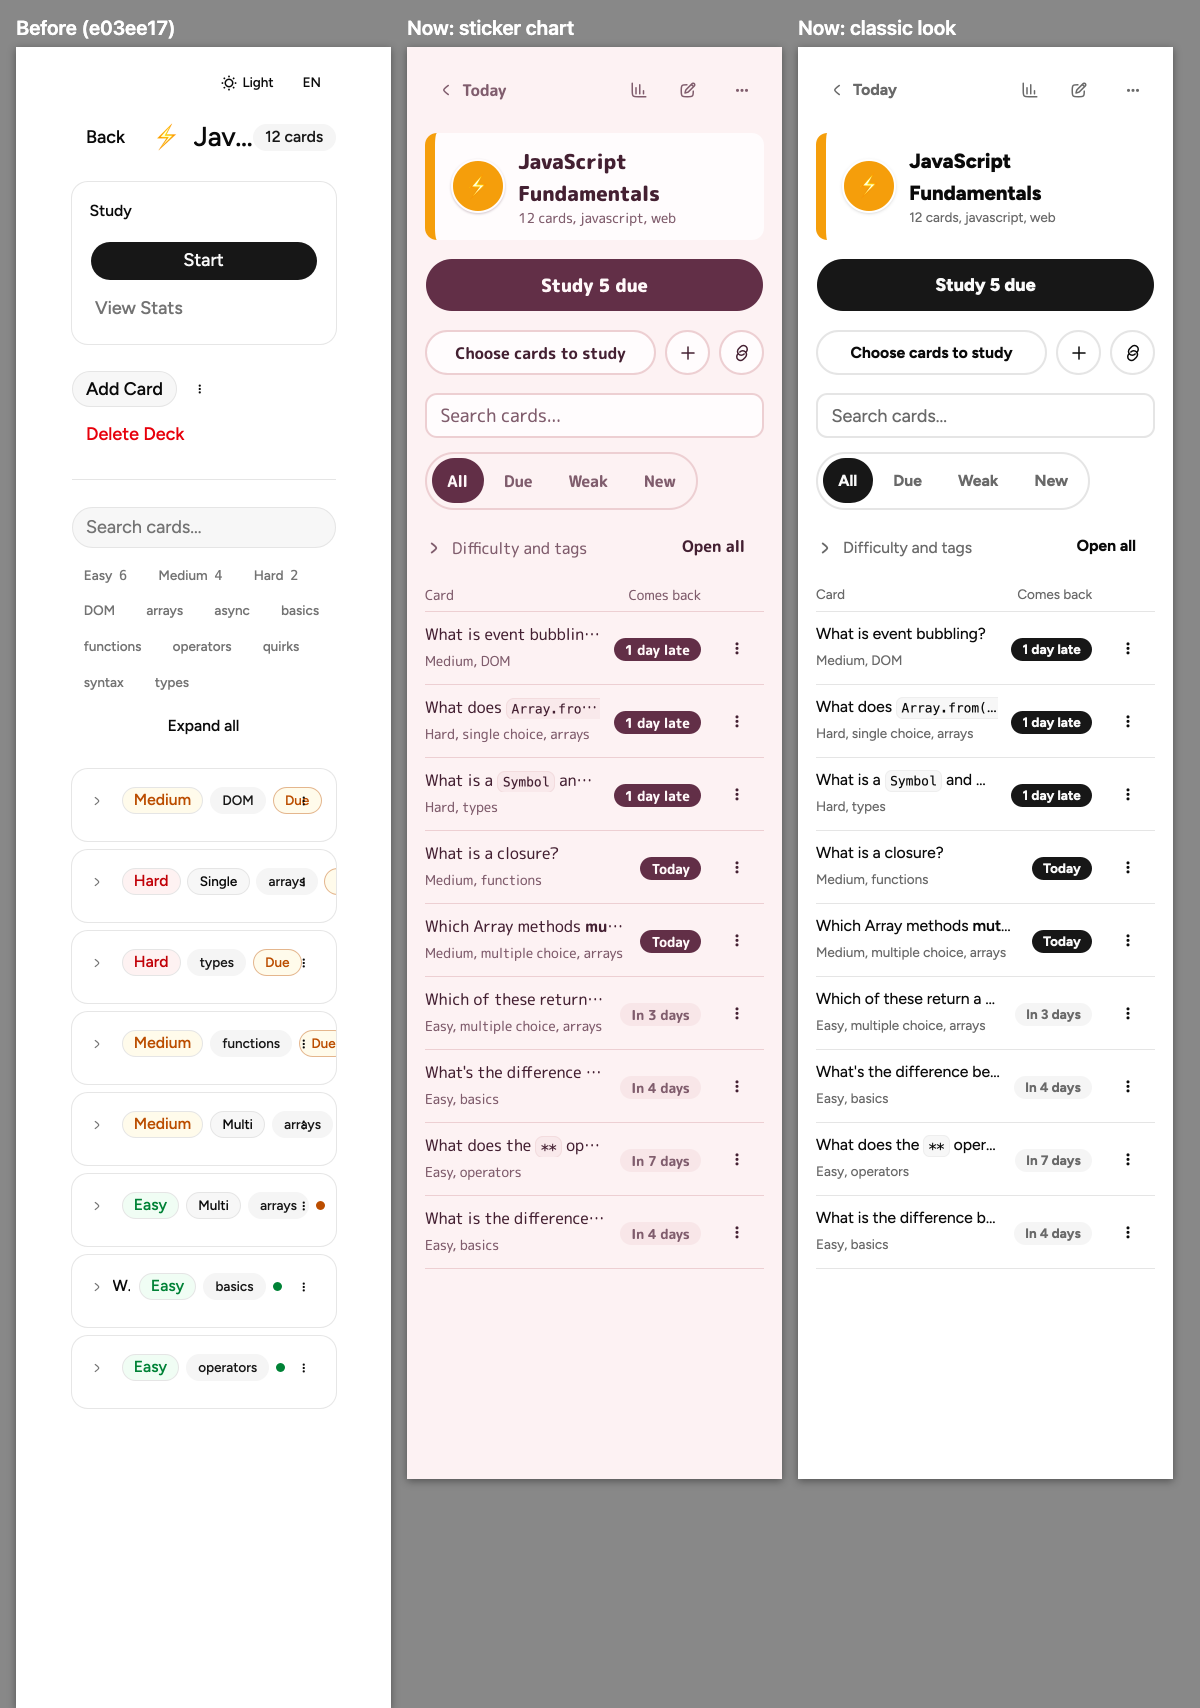 Before (e03ee17)
Light EN
Back ⚡ Jav... 12 cards
Study
Start
View Stats
Add Card
Delete Deck
Search cards...
Easy 6 Medium 4 Hard 2
DOM arrays async basics
functions operators quirks
syntax types
Expand all
Medium DOM Due
Hard Single arrays
Hard types Due
Medium functions Due
Medium Multi arrays
Easy Multi arrays
W. Easy basics
Easy operators
Now: sticker chart
Today
JavaScript
Fundamentals
12 cards, javascript, web
Study 5 due
Choose cards to study
Search cards...
All Due Weak New
Difficulty and tags Open all
Card Comes back
What is event bubblin... 1 day late
Medium, DOM
What does Array.fro... 1 day late
Hard, single choice, arrays
What is a Symbol an... 1 day late
Hard, types
What is a closure? Today
Medium, functions
Which Array methods mu... Today
Medium, multiple choice, arrays
Which of these return... In 3 days
Easy, multiple choice, arrays
What's the difference ... In 4 days
Easy, basics
What does the ** op... In 7 days
Easy, operators
What is the difference... In 4 days
Easy, basics
Now: classic look
Today
JavaScript
Fundamentals
12 cards, javascript, web
Study 5 due
Choose cards to study
Search cards...
All Due Weak New
Difficulty and tags Open all
Card Comes back
What is event bubbling? 1 day late
Medium, DOM
What does Array.from(... 1 day late
Hard, single choice, arrays
What is a Symbol and ... 1 day late
Hard, types
What is a closure? Today
Medium, functions
Which Array methods mut... Today
Medium, multiple choice, arrays
Which of these return a ... In 3 days
Easy, multiple choice, arrays
What's the difference be... In 4 days
Easy, basics
What does the ** oper... In 7 days
Easy, operators
What is the difference b... In 4 days
Easy, basics